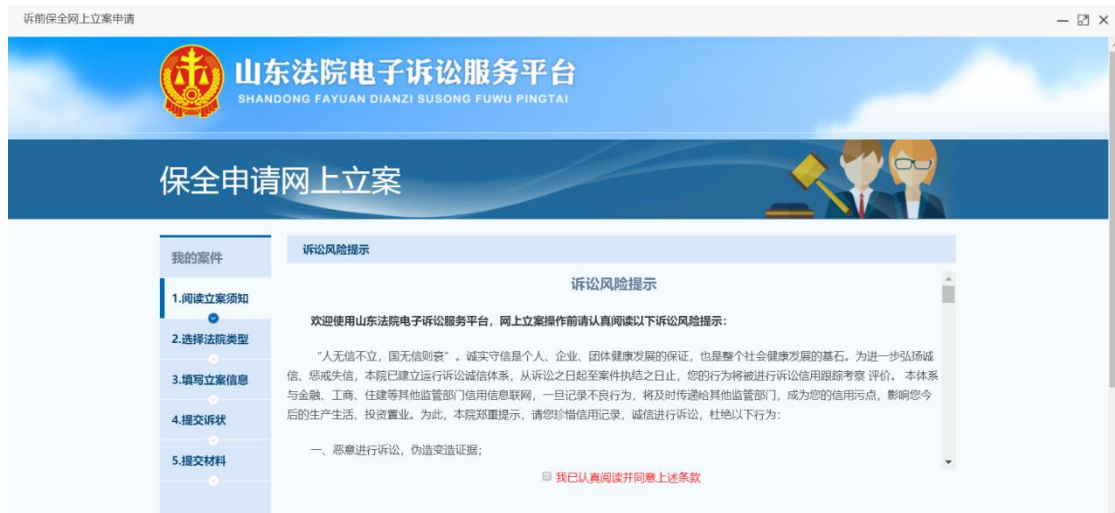 诉前保全网上立案申请
山东法院电子诉讼服务平台
SHANDONG FAYUAN DIANZI SUSONG FUWU PINGTAI
保全申请网上立案
我的案件
1.阅读立案须知
2.选择法院类型
3.填写立案信息
4.提交诉状
5.提交材料
诉讼风险提示
诉讼风险提示
欢迎使用山东法院电子诉讼服务平台，网上立案操作前请认真阅读以下诉讼风险提示：
“人无信不立，国无信则衰”。诚实守信是个人、企业、团体健康发展的保证，也是整个社会健康发展的基石。为进一步弘扬诚
信、惩戒失信，本院已建立运行诉讼诚信体系，从诉讼之日起至案件执结之日止，您的行为将被进行诉讼信用跟踪考察 评价。 本体系
与金融、工商、住建等其他监管部门信用信息联网，一旦记录不良行为，将及时传递给其他监管部门，成为您的信用污点，影响您今
后的生产生活、投资置业。为此，本院郑重提示，请您珍惜信用记录，诚信进行诉讼，杜绝以下行为：
一、恶意进行诉讼，伪造变造证据；
我已认真阅读并同意上述条款